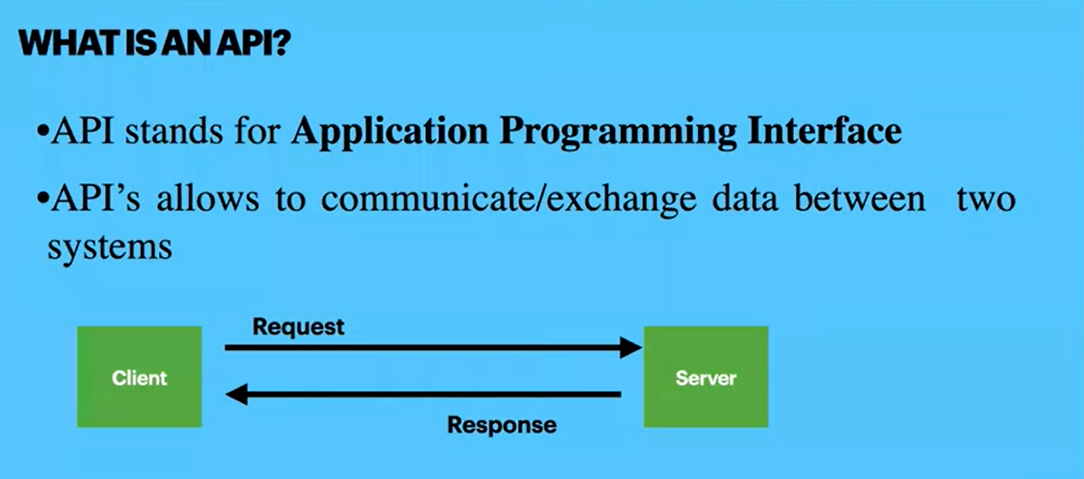 WHAT IS AN API?
•API stands for Application Programming Interface
•API’s allows to communicate/exchange data between two
systems
Request
Client
Server
Response